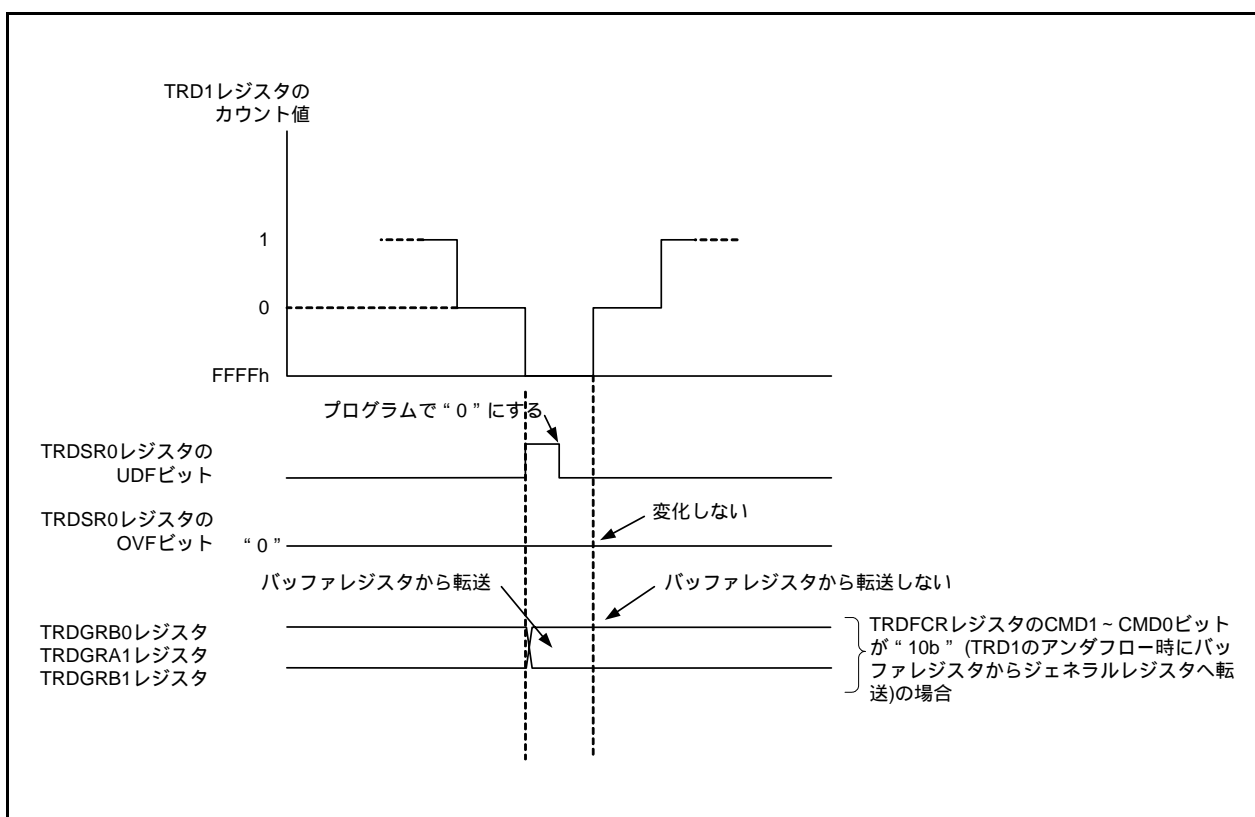 TRD1レジスタの
カウント値
1
0
FFFFh
プログラムで“０”にする
TRDSR0レジスタの
UDFビット
変化しない
TRDSR0レジスタの
OVFビット “０”
バッファレジスタから転送 バッファレジスタから転送しない
TRDGRB0レジスタ
TRDGRA1レジスタ
TRDGRB1レジスタ
TRDFCRレジスタのCMD1～CMD0ビット
が“10b”(TRD1のアンダフロー時にバッ
ファレジスタからジェネラルレジスタへ転
送)の場合